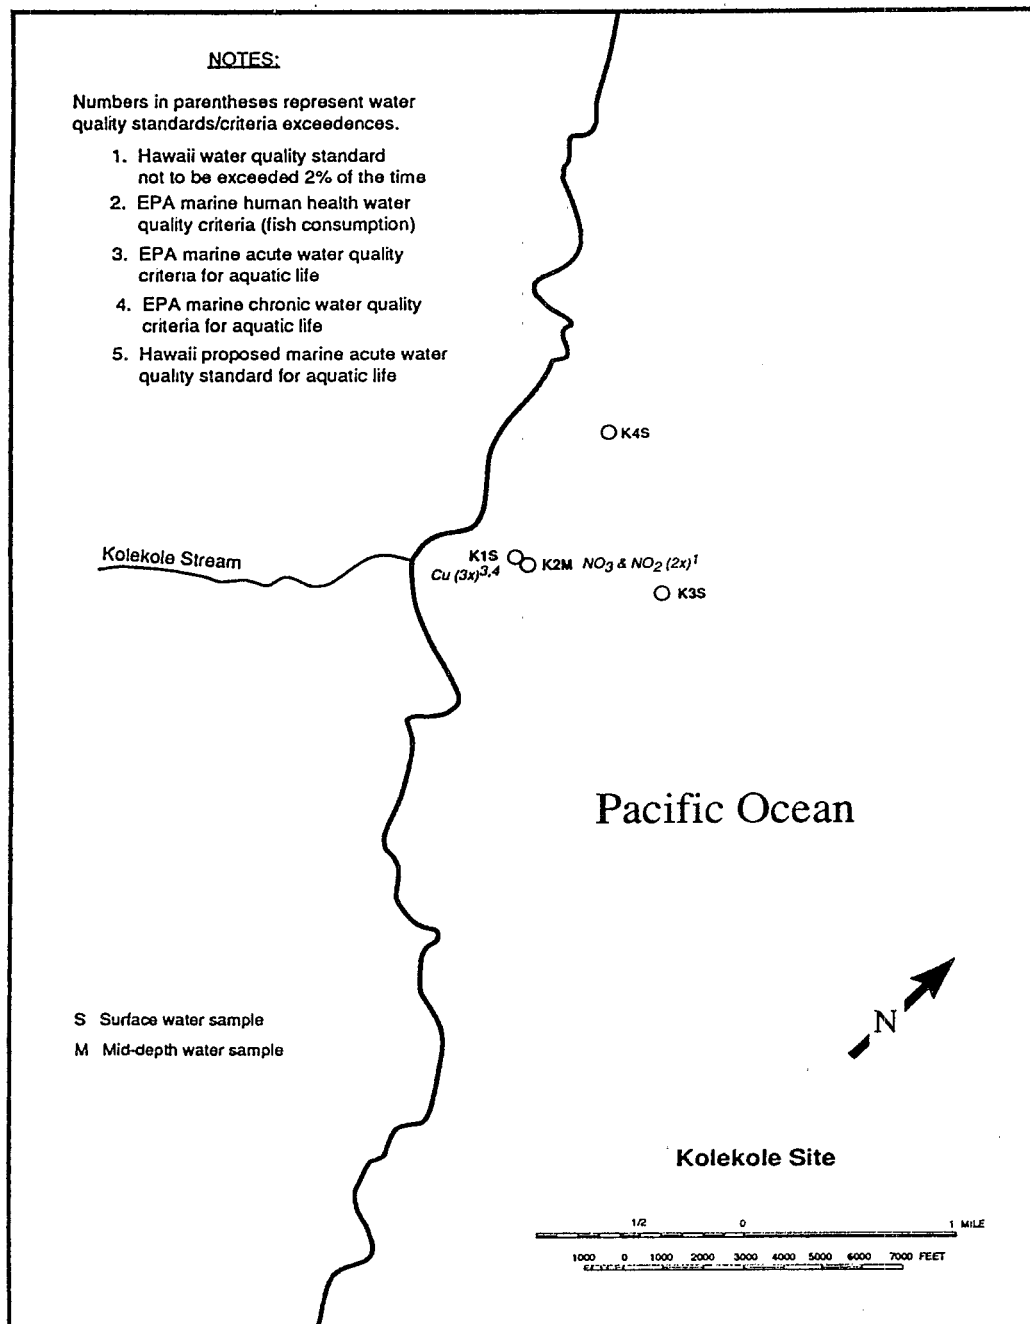 NOTES:
Numbers in parentheses represent water
quality standards/criteria exceedences.
1. Hawaii water quality standard
not to be exceeded 2% of the time
2. EPA marine human health water
quality criteria (fish consumption)
3. EPA marine acute water quality
criteria for aquatic life
4. EPA marine chronic water quality
criteria for aquatic life
5. Hawaii proposed marine acute water
quality standard for aquatic life
K4S
Kolekole Stream
K1S
Cu (3x)3,4
K2M NO3 & NO2 (2x)1
K3S
Pacific Ocean
N
S Surface water sample
M Mid-depth water sample
Kolekole Site
1/2 0 1 MILE
1000 0 1000 2000 3000 4000 5000 6000 7000 FEET